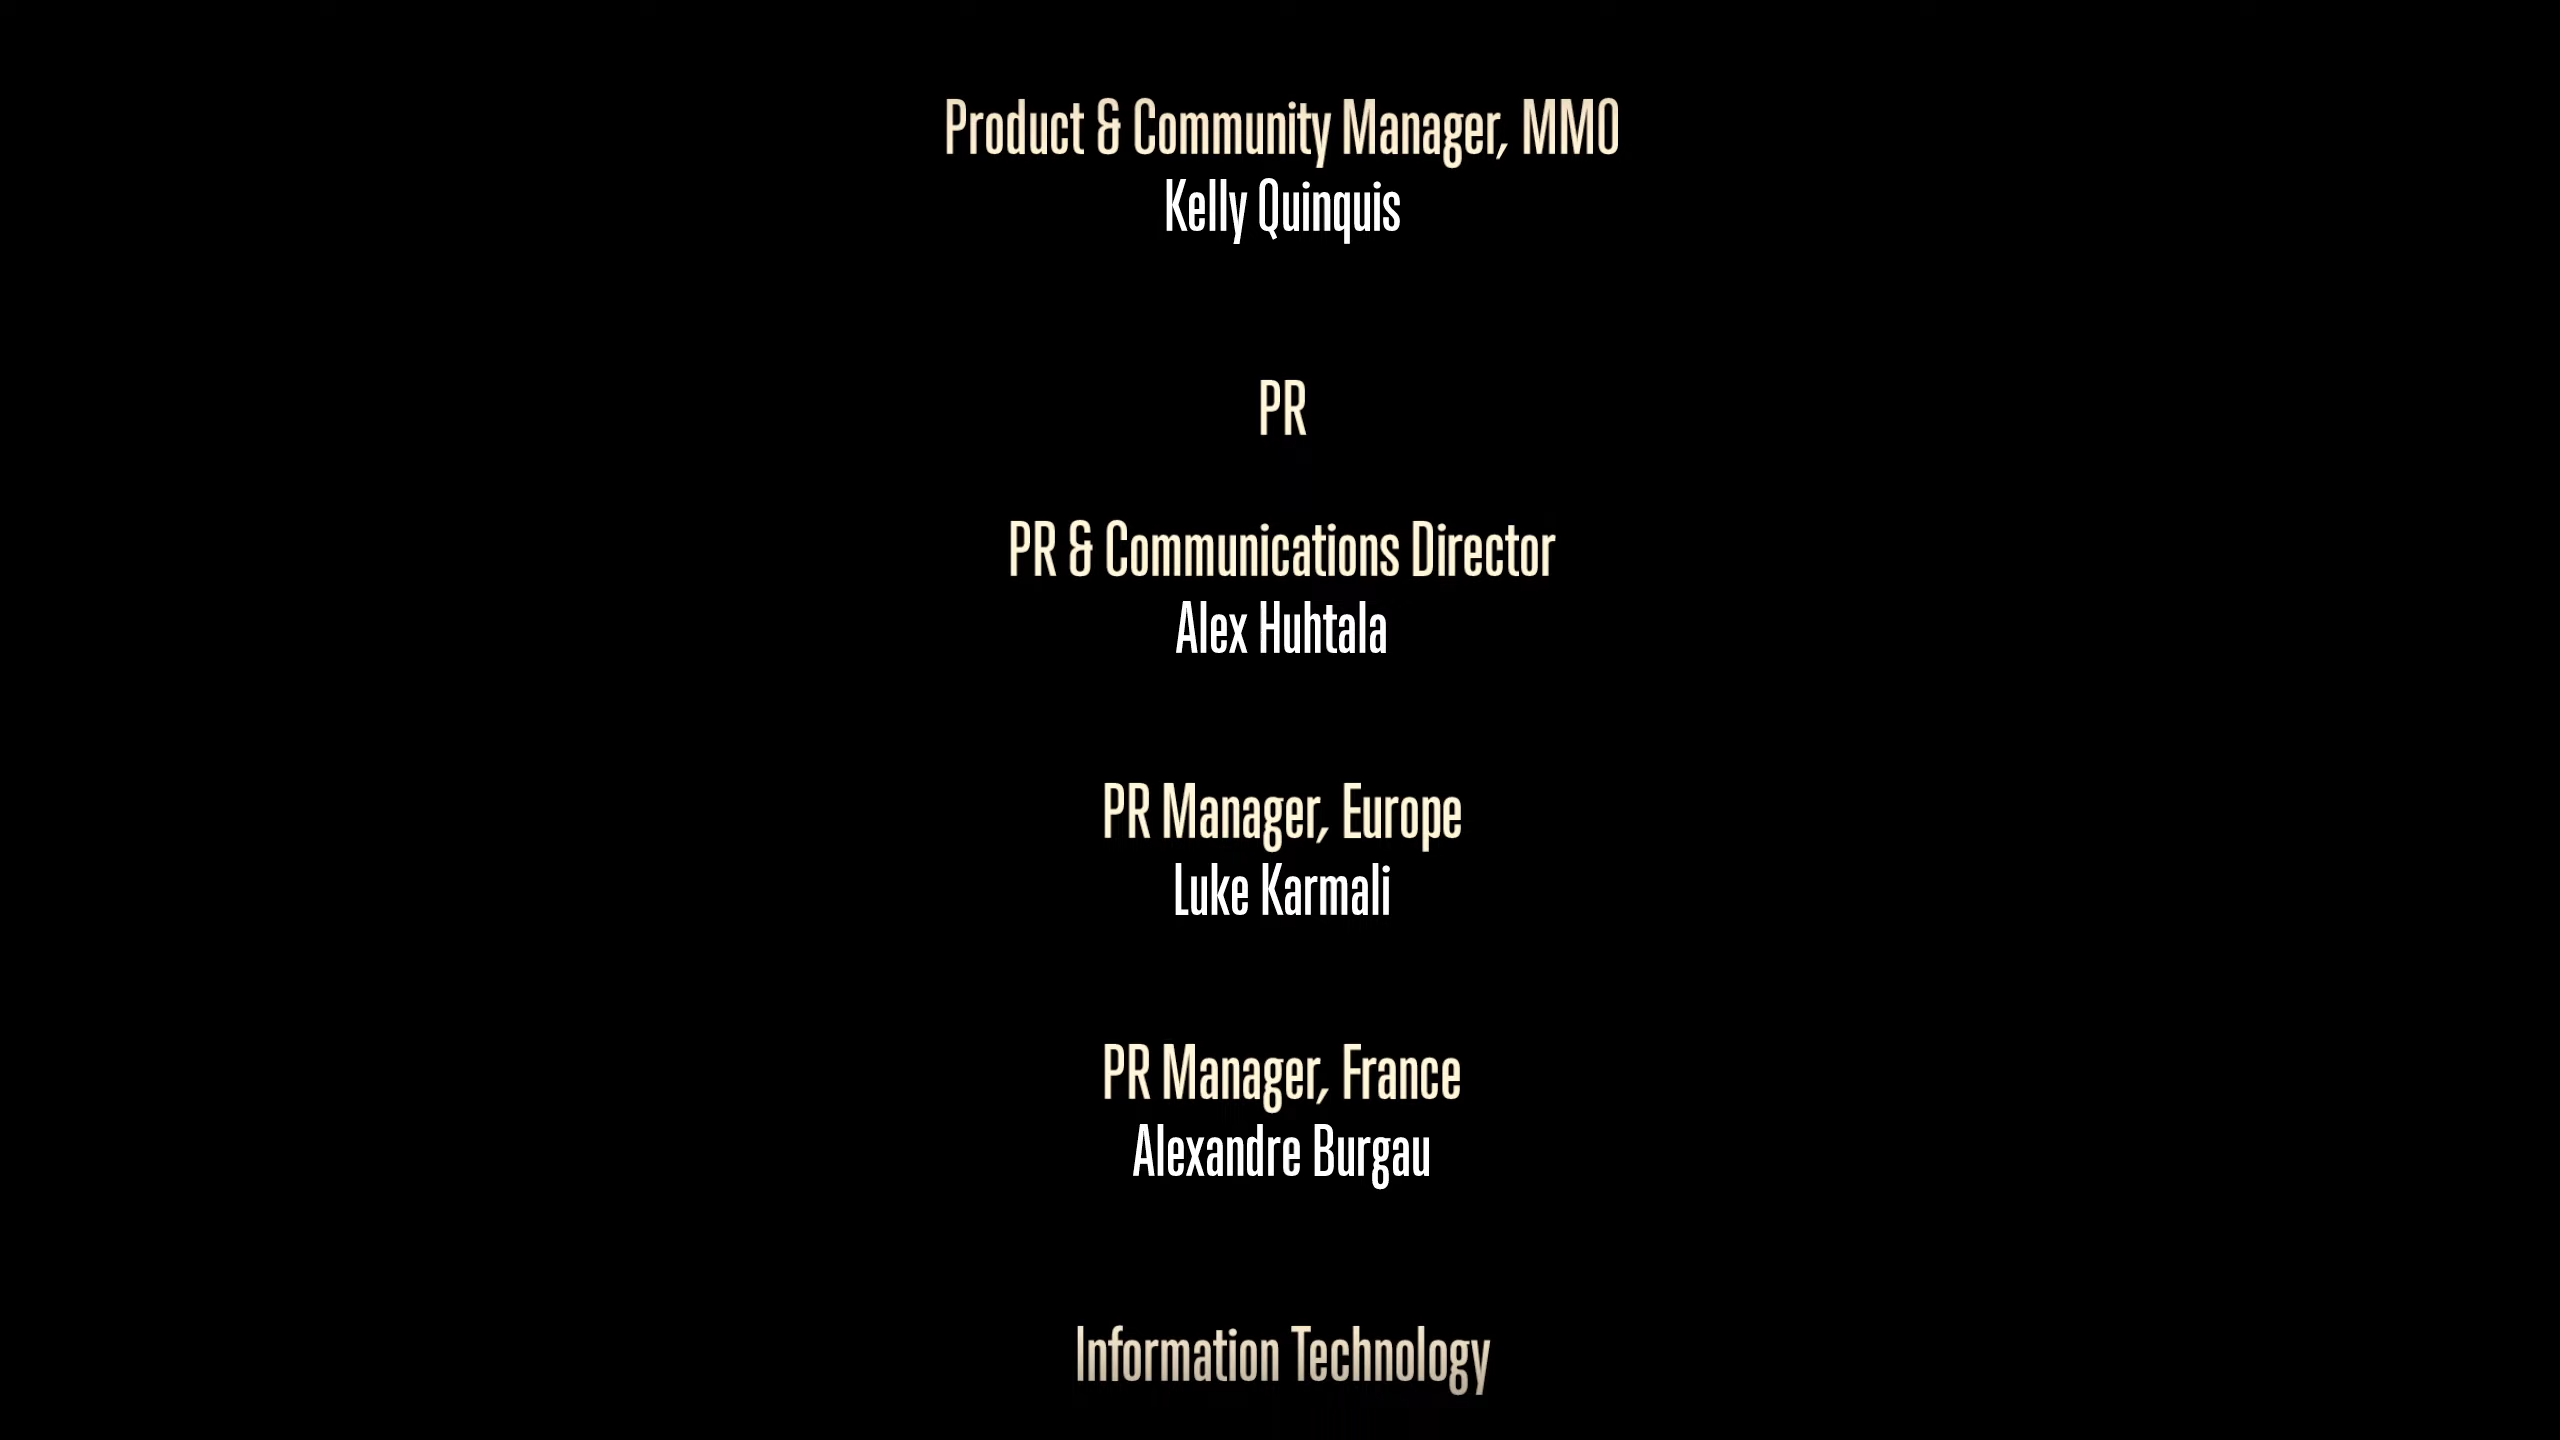 Product & Community Manager, MMO
Kelly Quinquis
PR
PR & Communications Director
Alex Huhtala
PR Manager, Europe
Luke Karmali
PR Manager, France
Alexandre Burgau
Information Technology